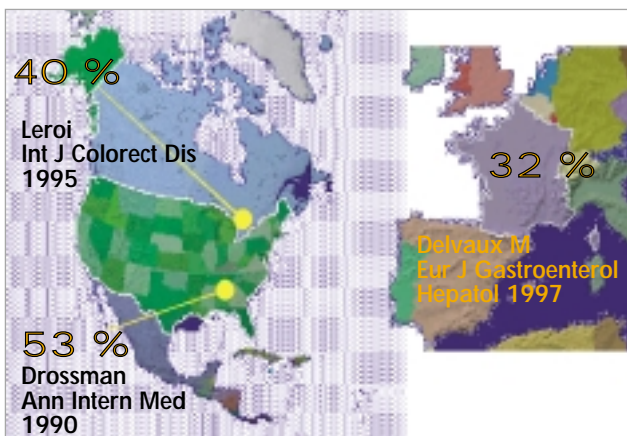 40 %
Leroi
Int J Colorect Dis
1995
53 %
Drossman
Ann Intern Med
1990
32 %
Delvaux M
Eur J Gastroenterol
Hepatol 1997